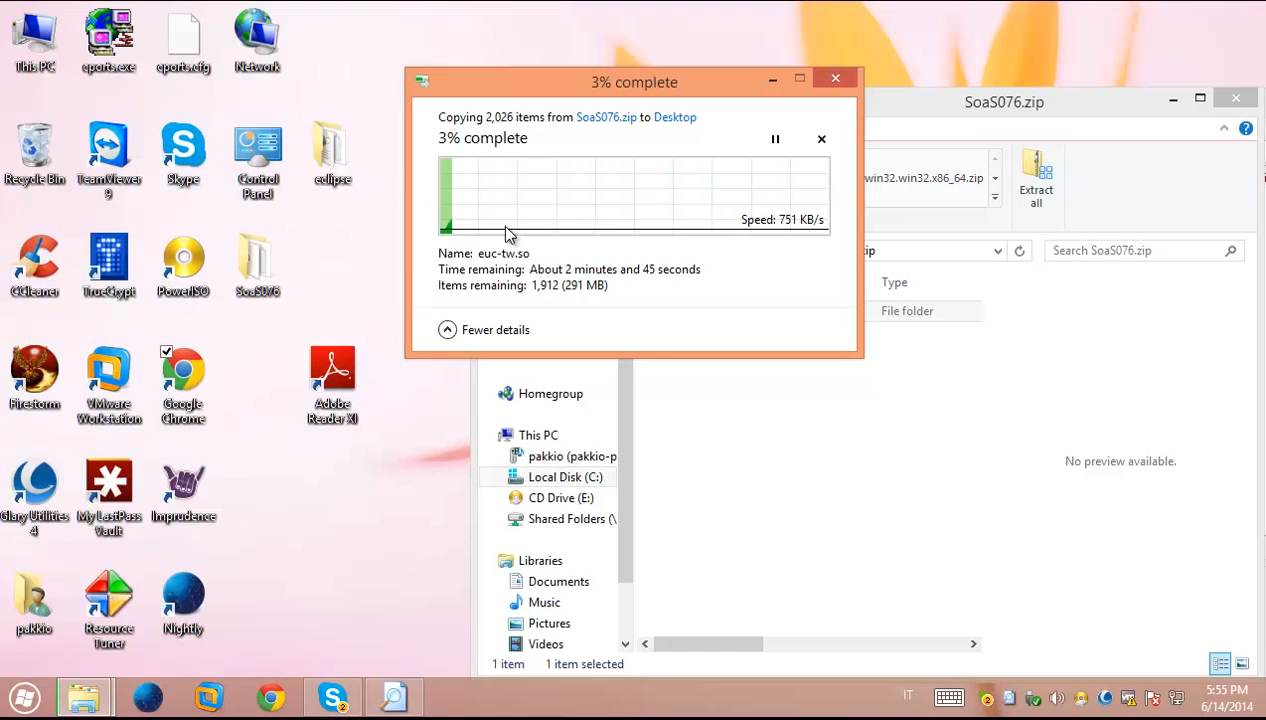 This PC
cports.exe
cports.cfg
Network
Recycle Bin
TeamViewer 9
Skype
Control Panel
eclipse
CCleaner
TrueCrypt
PowerISO
SoaS076
Firestorm
VMware Workstation
Google Chrome
Adobe Reader XI
Glary Utilities 4
My LastPass Vault
Imprudence
pakkio
Resource Tuner
Nightly
3% complete
Copying 2,026 items from SoaS076.zip to Desktop
3% complete
Speed: 751 KB/s
Name: euc-tw.so
Time remaining: About 2 minutes and 45 seconds
Items remaining: 1,912 (291 MB)
Fewer details
SoaS076.zip
win32.win32.x86_64.zip
Extract all
ip
Search SoaS076.zip
Type
File folder
No preview available.
Homegroup
This PC
pakkio (pakkio-p
Local Disk (C:)
CD Drive (E:)
Shared Folders (\
Libraries
Documents
Music
Pictures
Videos
1 item
1 item selected
2
IT
2
5:55 PM
6/14/2014